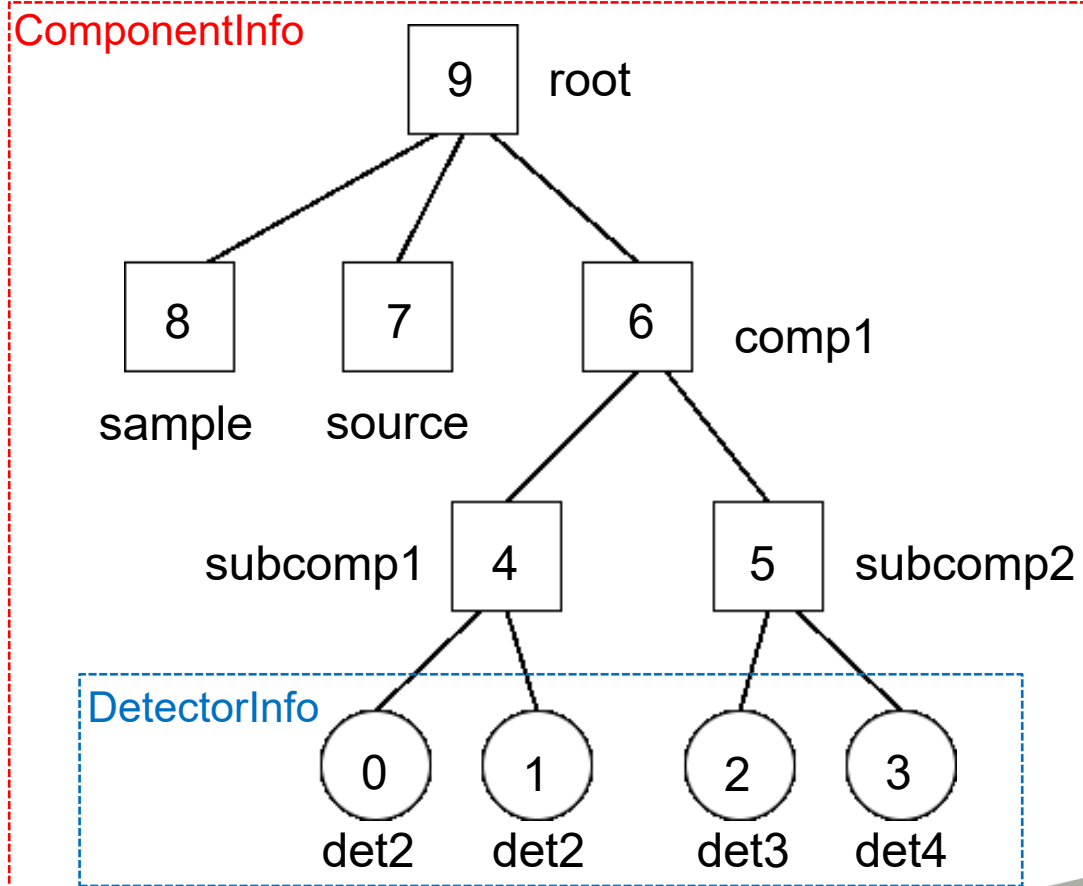 ComponentInfo
9 root
8 7 6 comp1
sample source
subcomp1 4 5 subcomp2
DetectorInfo
0 1 2 3
det2 det2 det3 det4